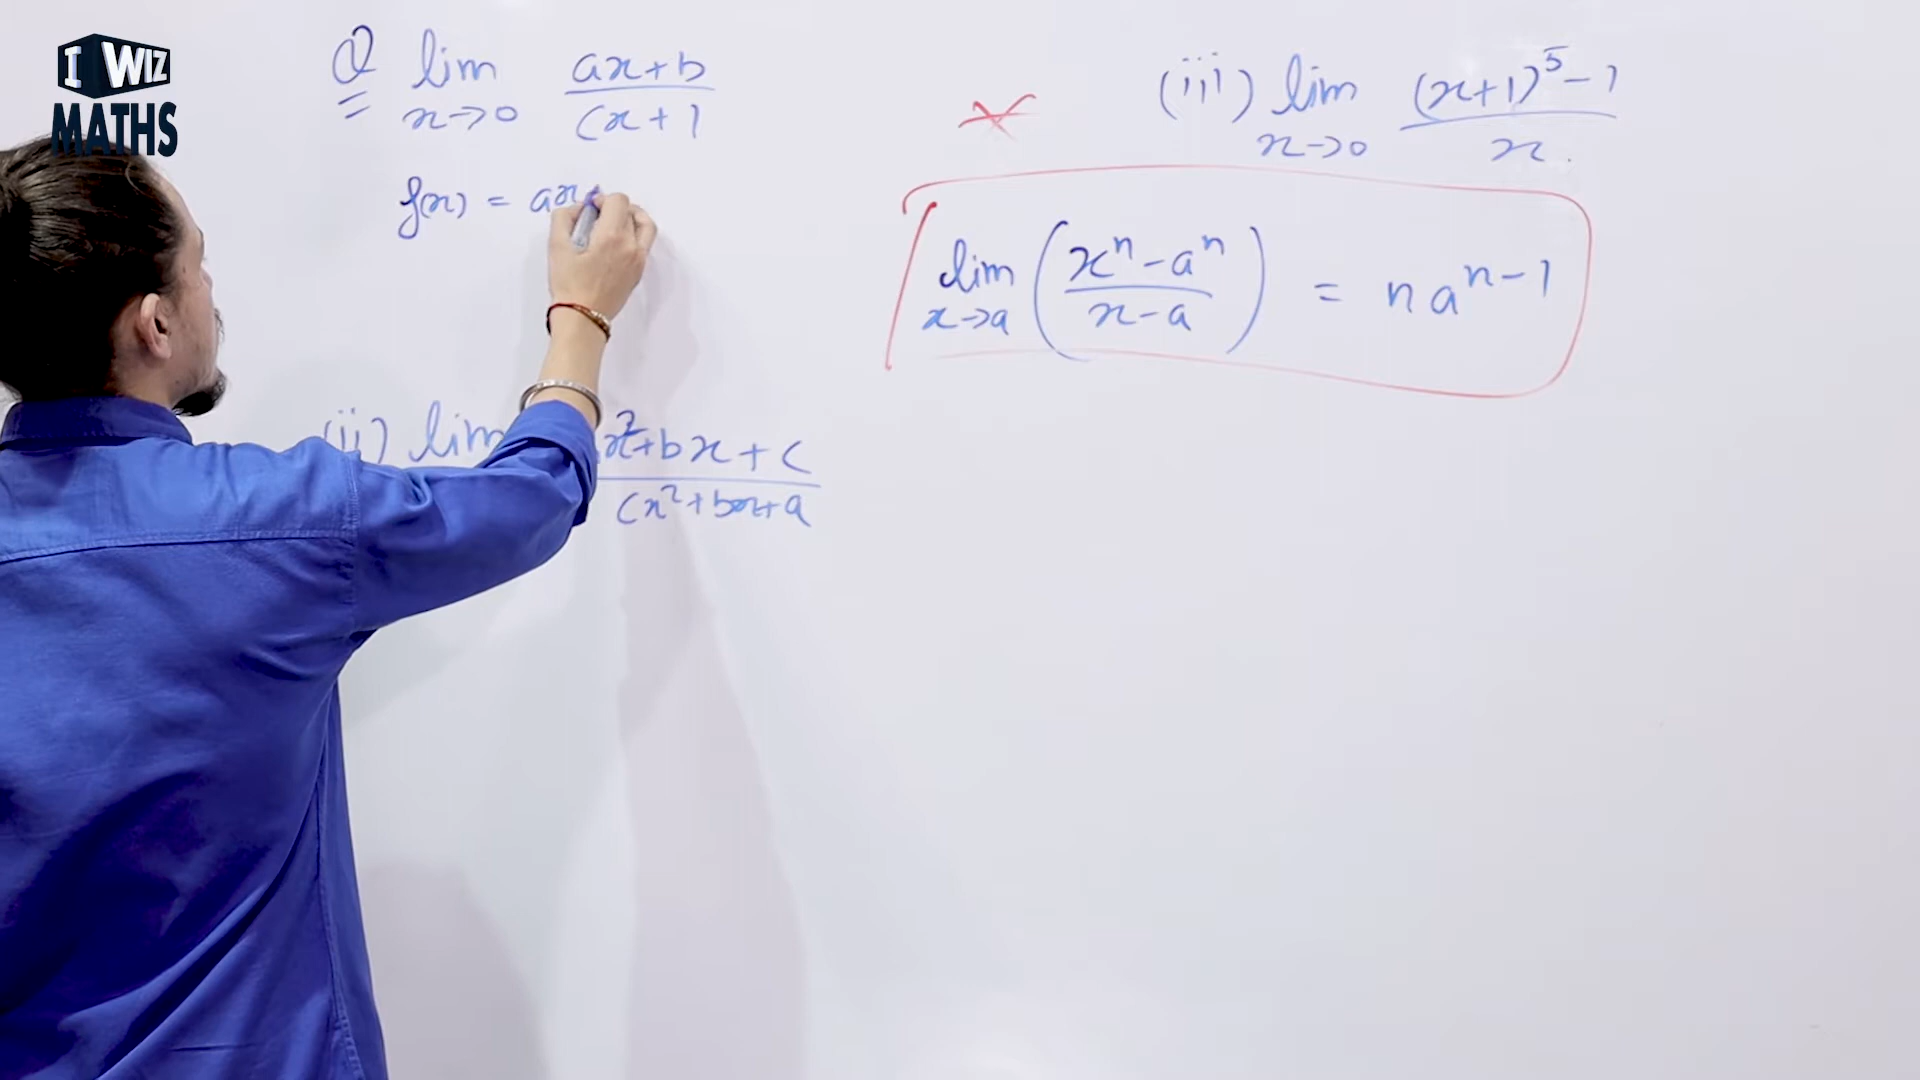 I WIZ
MATHS
Q lim x→0 ax+b / cx+1
f(x) = ax
(ii) lim x²+bx+c / cx²+bx+a
(iii) lim x→0 (x+1)⁵-1 / x
lim x→a (xⁿ-aⁿ / x-a) = n aⁿ⁻¹